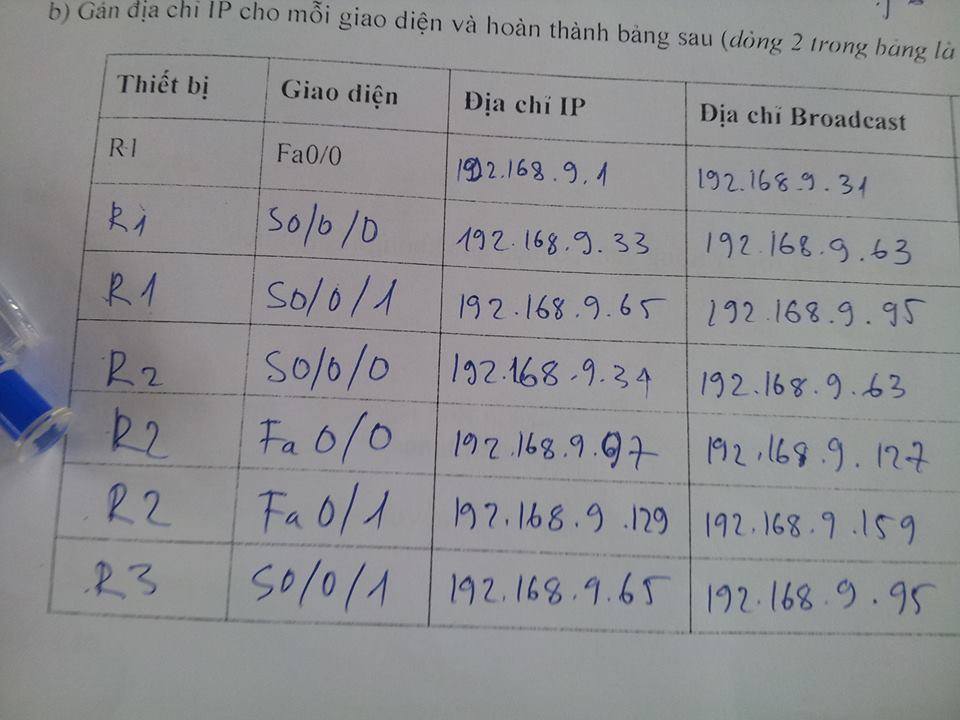 b) Gán địa chỉ IP cho mỗi giao diện và hoàn thành bảng sau (dòng 2 trong bảng là
Thiết bị Giao diện Địa chỉ IP Địa chỉ Broadcast
R1 Fa0/0 192.168.9.1 192.168.9.31
R1 S0/0/0 192.168.9.33 192.168.9.63
R1 S0/0/1 192.168.9.65 192.168.9.95
R2 S0/0/0 192.168.9.34 192.168.9.63
R2 Fa0/0 192.168.9.97 192.168.9.127
R2 Fa0/1 192.168.9.129 192.168.9.159
R3 S0/0/1 192.168.9.65 192.168.9.95